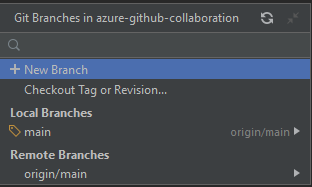 Git Branches in azure-github-collaboration
New Branch
Checkout Tag or Revision...
Local Branches
main origin/main
Remote Branches
origin/main